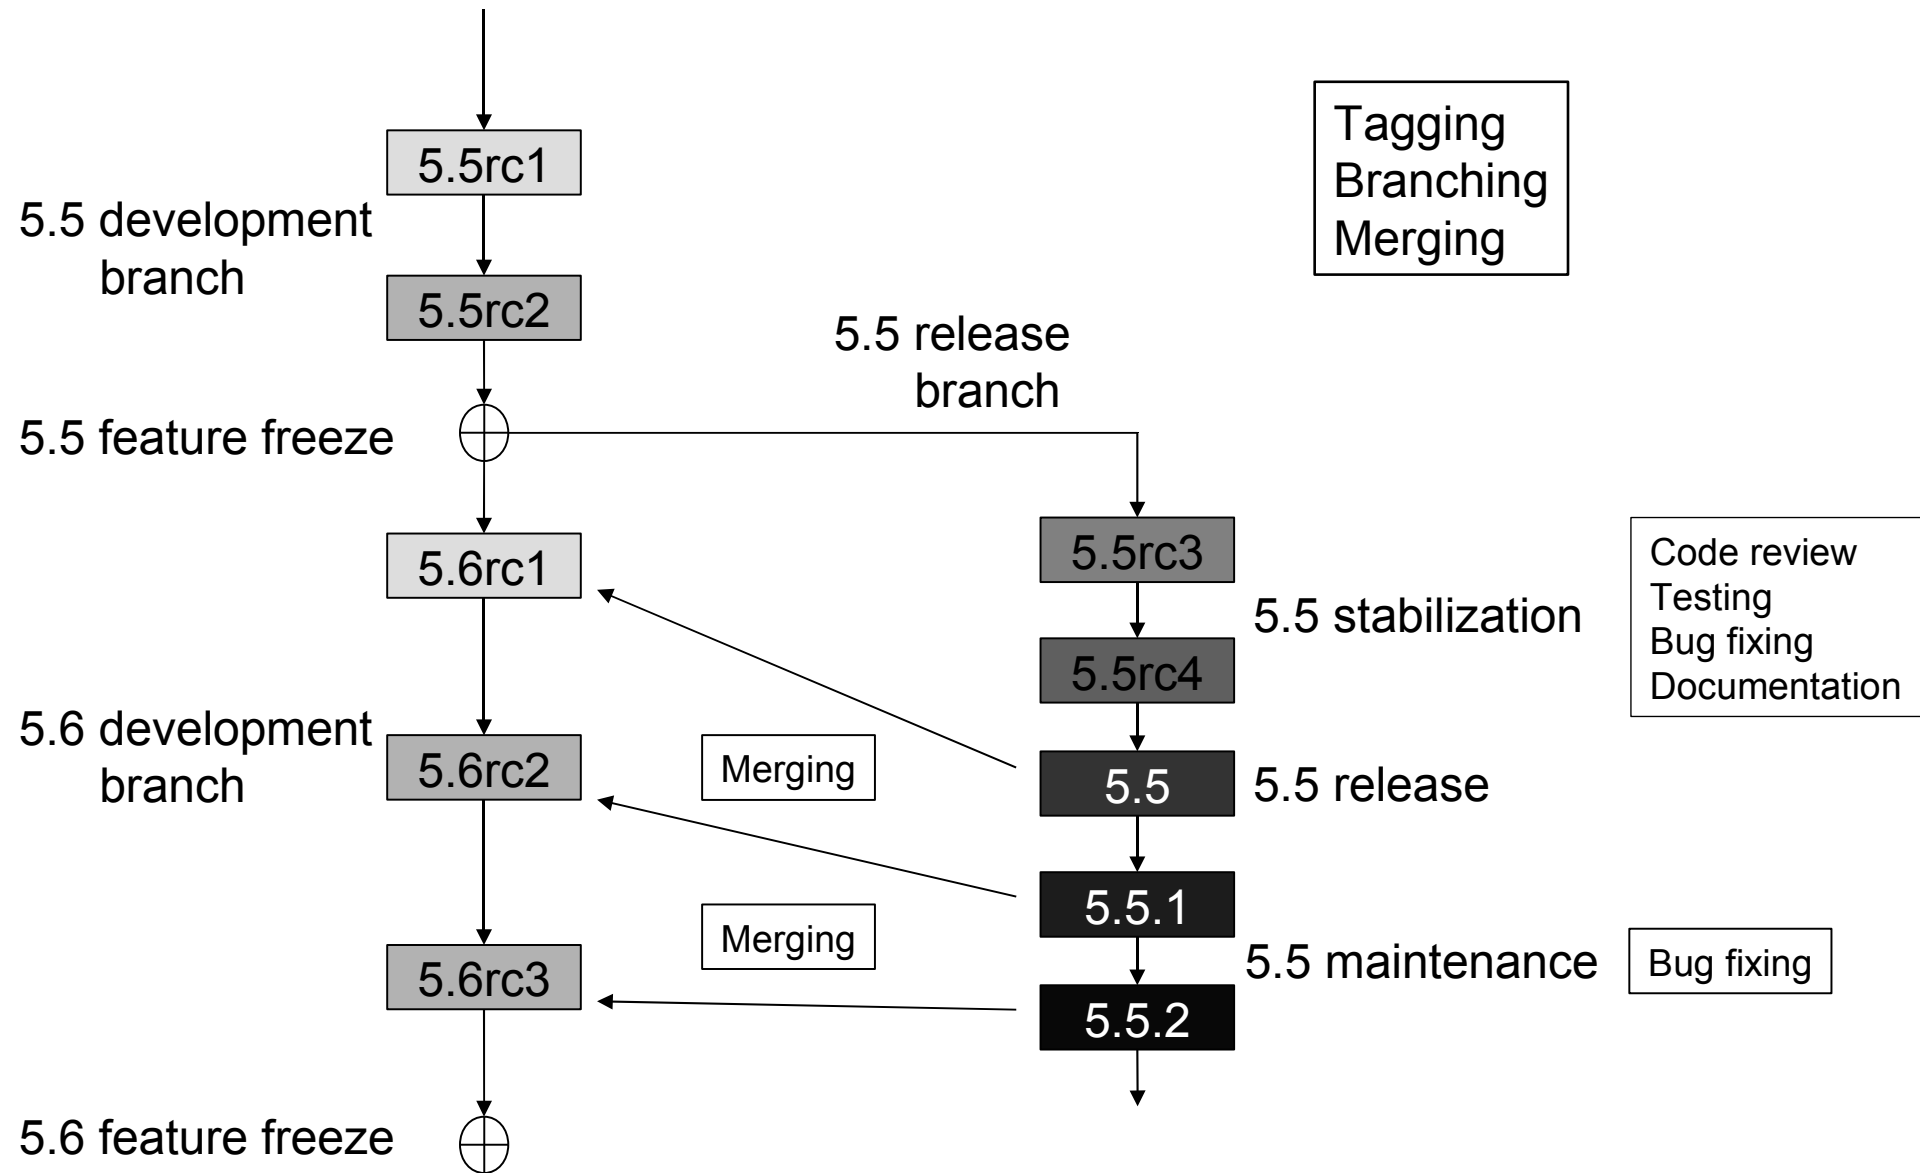 5.5rc1
Tagging
Branching
Merging
5.5 development
branch
5.5rc2
5.5 release
branch
5.5 feature freeze
5.6rc1
5.5rc3
Code review
Testing
Bug fixing
Documentation
5.5 stabilization
5.5rc4
5.6 development
branch
5.6rc2
Merging
5.5
5.5 release
5.5.1
Merging
5.6rc3
5.5 maintenance
Bug fixing
5.5.2
5.6 feature freeze